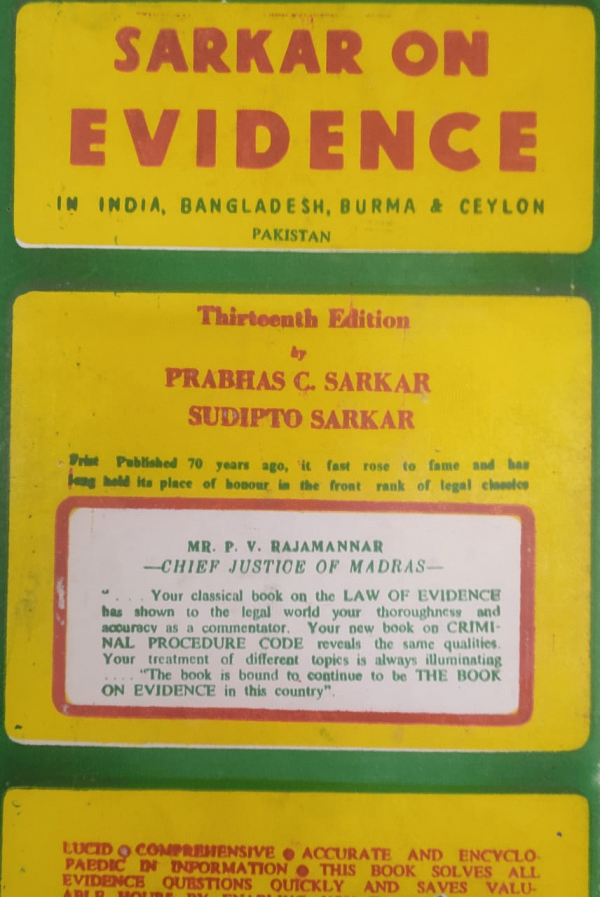 SARKAR ON
EVIDENCE
IN INDIA, BANGLADESH, BURMA & CEYLON
PAKISTAN
Thirteenth Edition
by
PRABHAS C. SARKAR
SUDIPTO SARKAR
Published 70 years ago, it fast rose to fame and has
long held its place of honour in the front rank of legal classics
MR. P. V. RAJAMANNAR
—CHIEF JUSTICE OF MADRAS—
". . . . Your classical book on the LAW OF EVIDENCE
has shown to the legal world your thoroughness and
accuracy as a commentator. Your new book on CRIMI-
NAL PROCEDURE CODE reveals the same qualities.
Your treatment of different topics is always illuminating
. . . . "The book is bound to continue to be THE BOOK
ON EVIDENCE in this country".
LUCID ● COMPREHENSIVE ● ACCURATE AND ENCYCLO-
PAEDIC IN INFORMATION ● THIS BOOK SOLVES ALL
EVIDENCE QUESTIONS QUICKLY AND SAVES VALU-